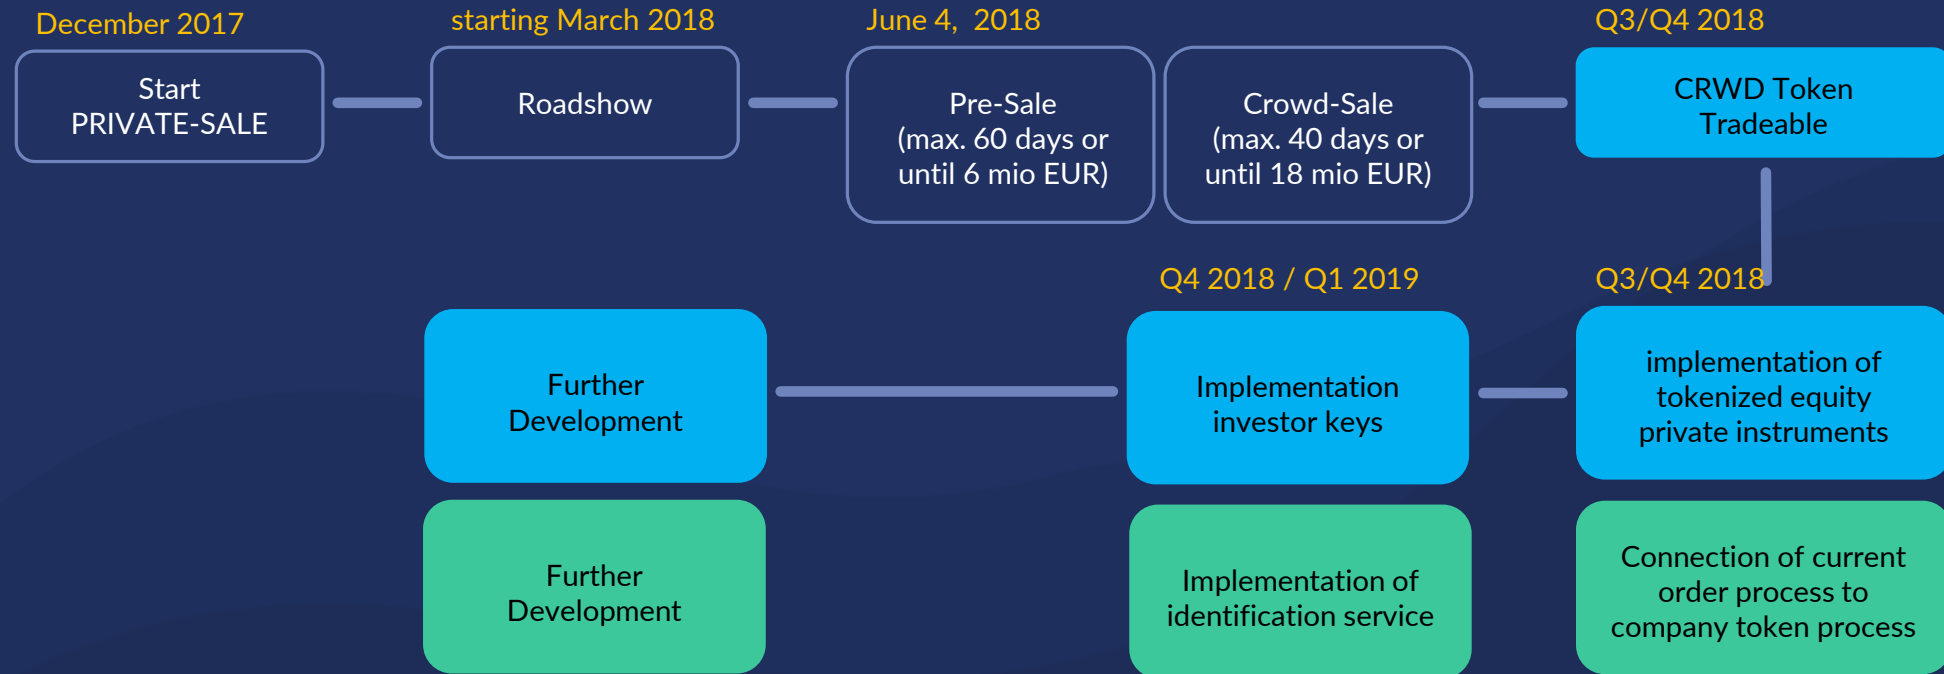 December 2017
Start
PRIVATE-SALE
starting March 2018
Roadshow
June 4, 2018
Pre-Sale
(max. 60 days or
until 6 mio EUR)
Crowd-Sale
(max. 40 days or
until 18 mio EUR)
Q3/Q4 2018
CRWD Token
Tradeable
Q3/Q4 2018
implementation of
tokenized equity
private instruments
Q4 2018 / Q1 2019
Implementation
investor keys
Further
Development
Connection of current
order process to
company token process
Implementation of
identification service
Further
Development